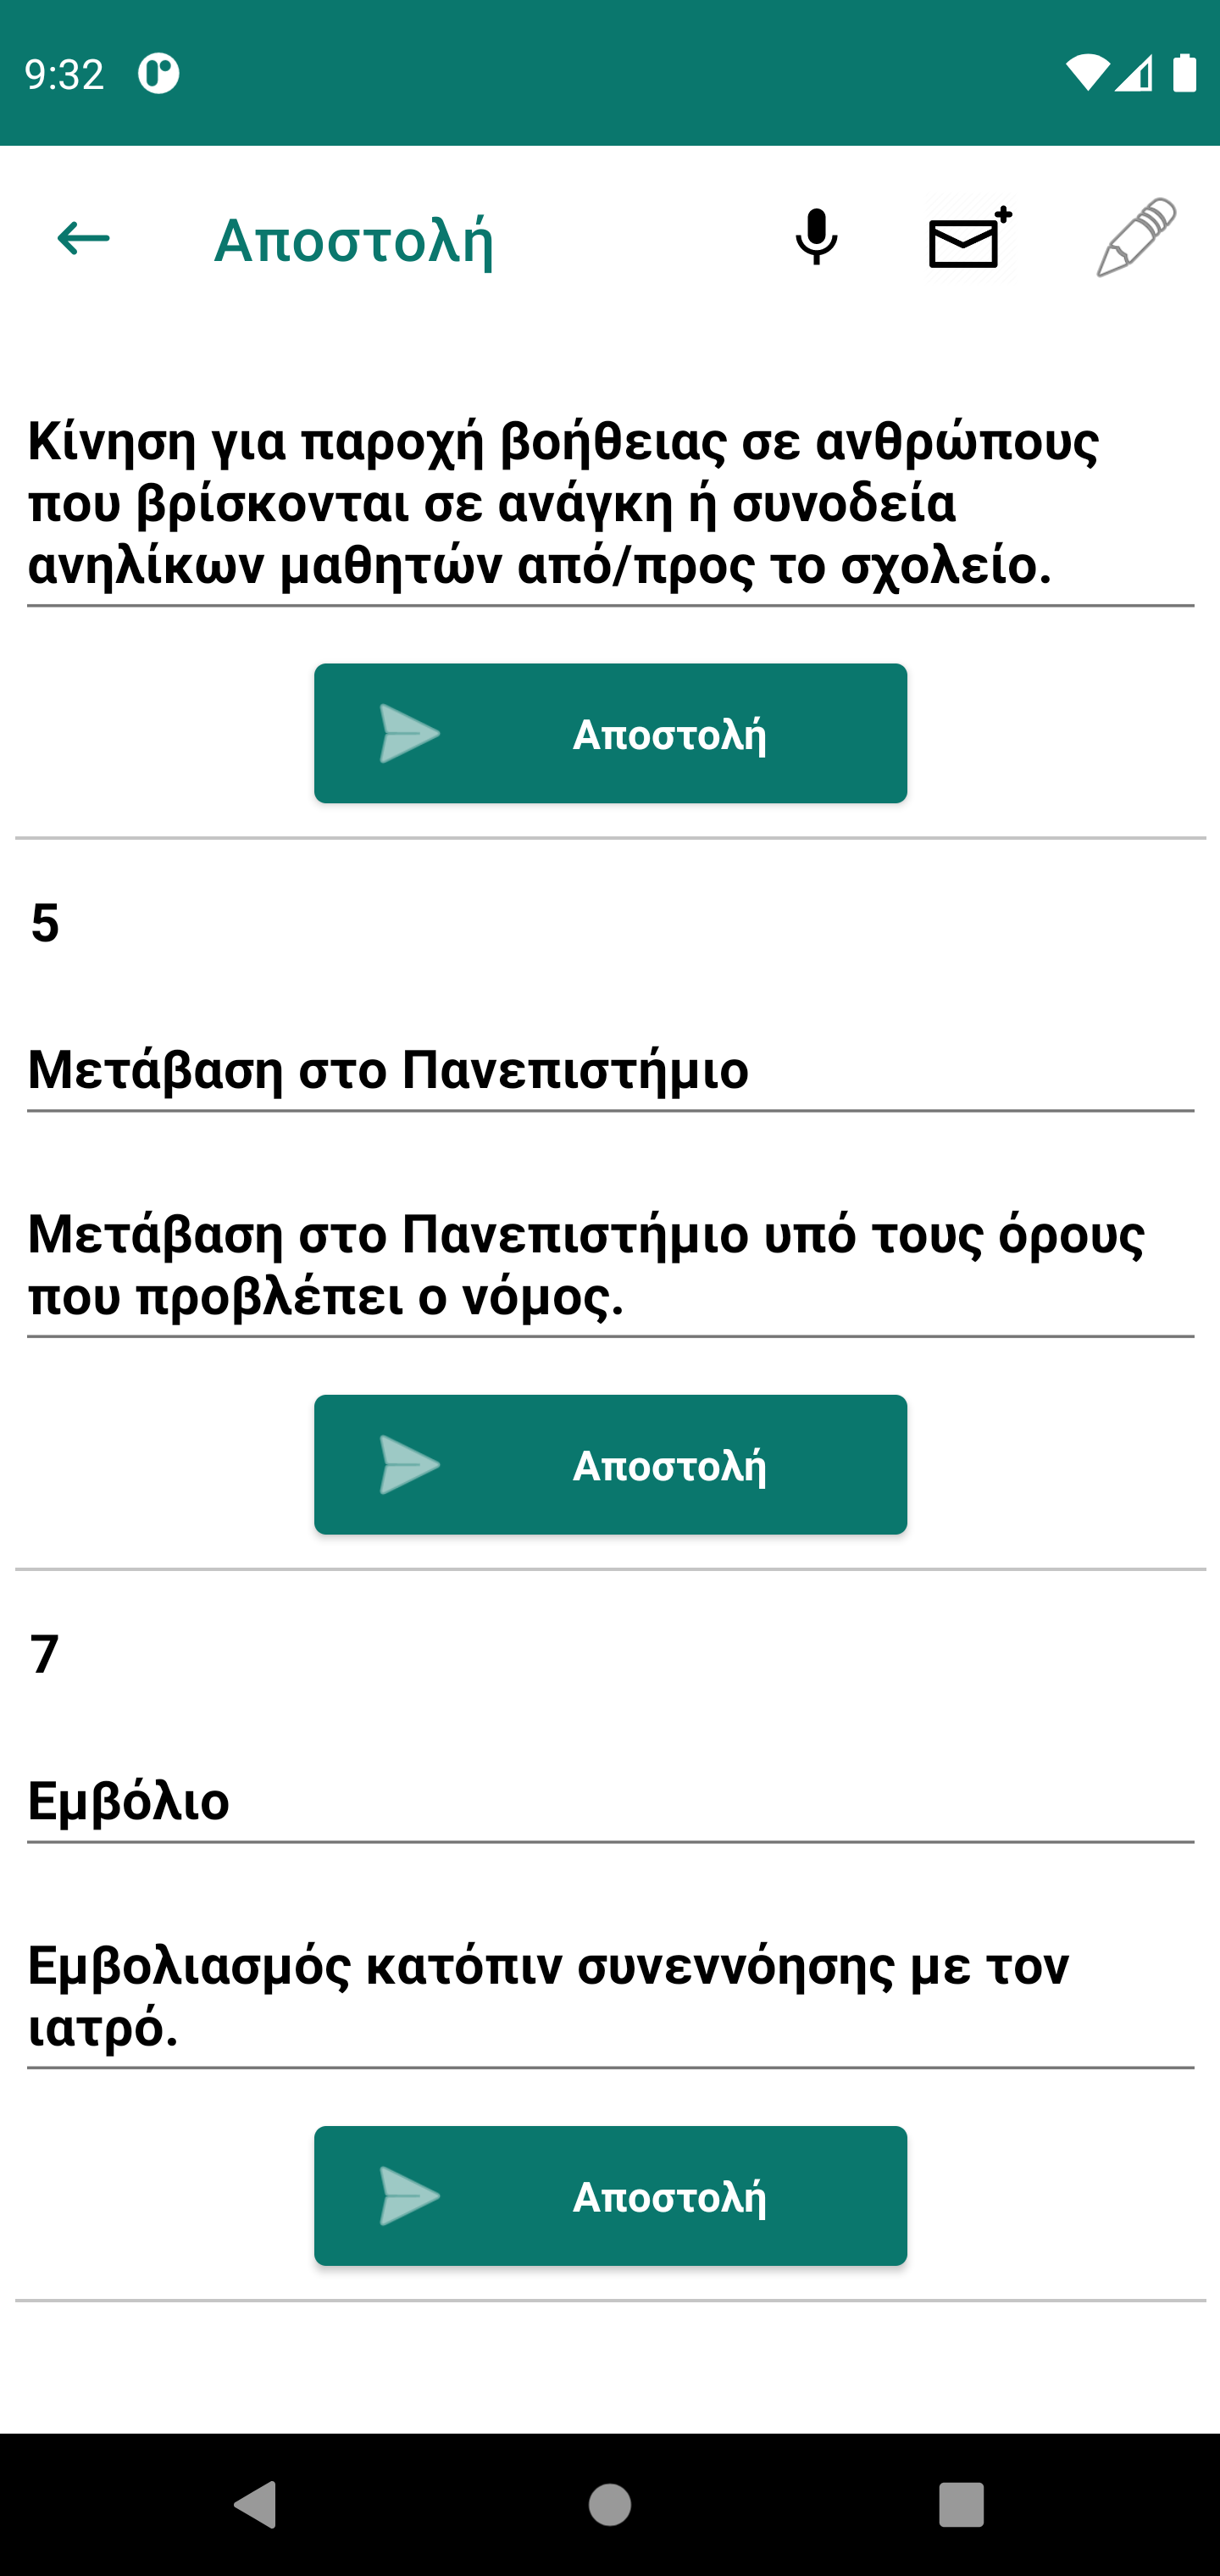 9:32
Αποστολή
Κίνηση για παροχή βοήθειας σε ανθρώπους
που βρίσκονται σε ανάγκη ή συνοδεία
ανηλίκων μαθητών από/προς το σχολείο.
Αποστολή
5
Μετάβαση στο Πανεπιστήμιο
Μετάβαση στο Πανεπιστήμιο υπό τους όρους
που προβλέπει ο νόμος.
Αποστολή
7
Εμβόλιο
Εμβολιασμός κατόπιν συνεννόησης με τον
ιατρό.
Αποστολή